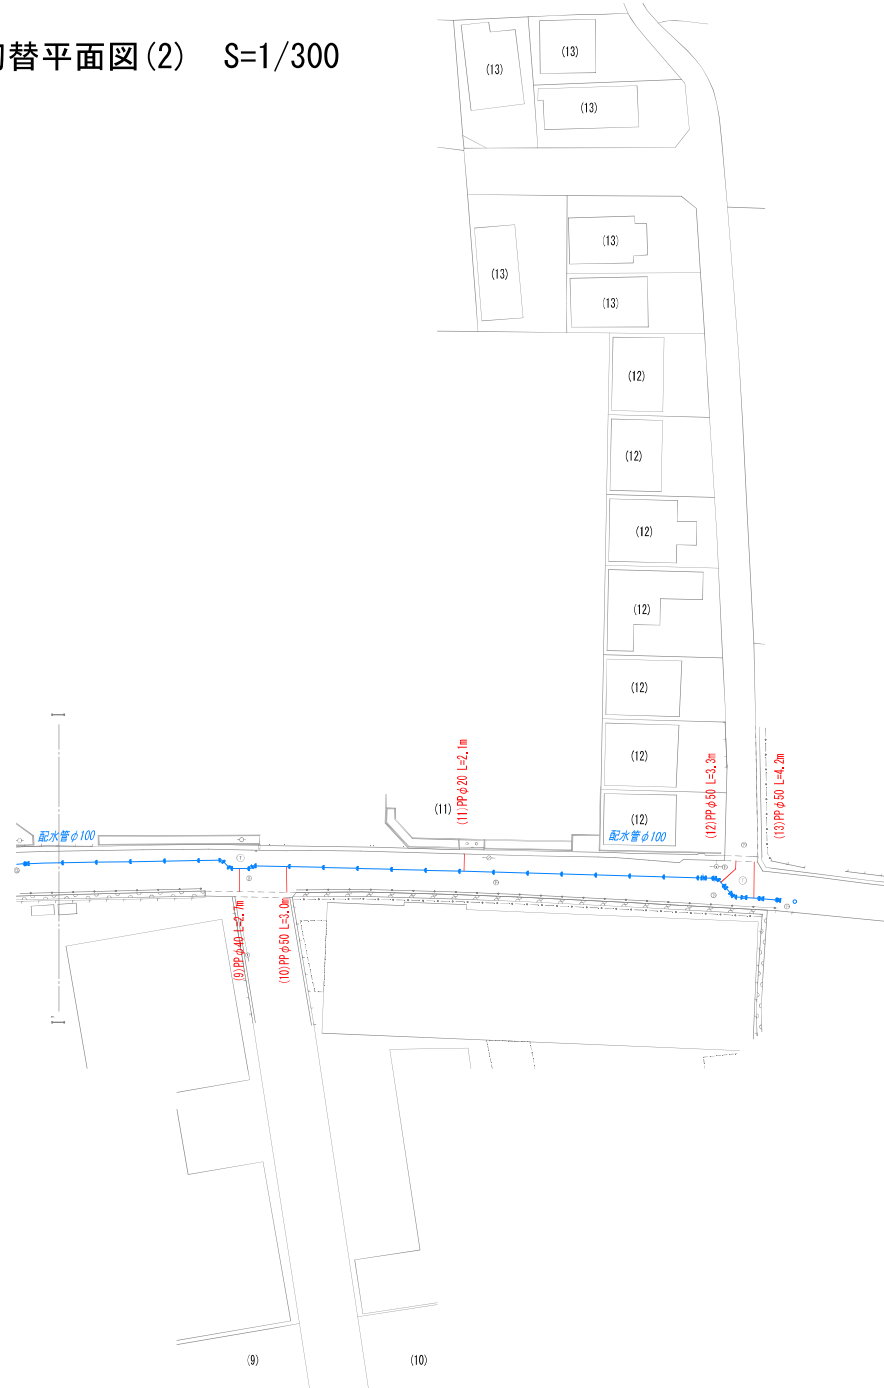 替平面図(2) S=1/300
(13)
(13)
(13)
(13)
(13)
(13)
(12)
(12)
(12)
(12)
(12)
(12)
(12)
(11)
(11)PPφ20 L=2.1m
(12)PPφ50 L=3.3m
(13)PPφ50 L=4.2m
配水管φ100
配水管φ100
(9)PPφ40 L=2.7m
(10)PPφ50 L=3.0m
(9)
(10)